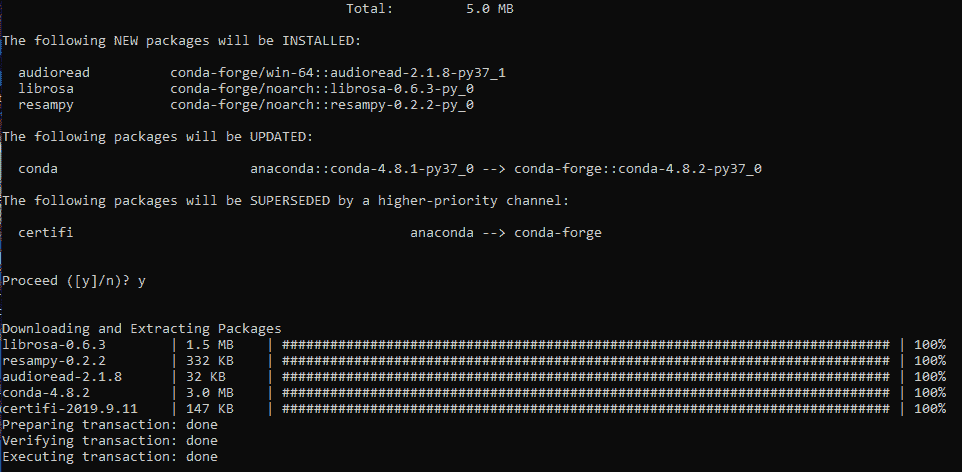 Total: 5.0 MB
The following NEW packages will be INSTALLED:
audioread conda-forge/win-64::audioread-2.1.8-py37_1
librosa conda-forge/noarch::librosa-0.6.3-py_0
resampy conda-forge/noarch::resampy-0.2.2-py_0
The following packages will be UPDATED:
conda anaconda::conda-4.8.1-py37_0 --> conda-forge::conda-4.8.2-py37_0
The following packages will be SUPERSEDED by a higher-priority channel:
certifi anaconda --> conda-forge
Proceed ([y]/n)? y
Downloading and Extracting Packages
librosa-0.6.3 | 1.5 MB | ############################################################################ | 100%
resampy-0.2.2 | 332 KB | ############################################################################ | 100%
audioread-2.1.8 | 32 KB | ############################################################################ | 100%
conda-4.8.2 | 3.0 MB | ############################################################################ | 100%
certifi-2019.9.11 | 147 KB | ############################################################################ | 100%
Preparing transaction: done
Verifying transaction: done
Executing transaction: done